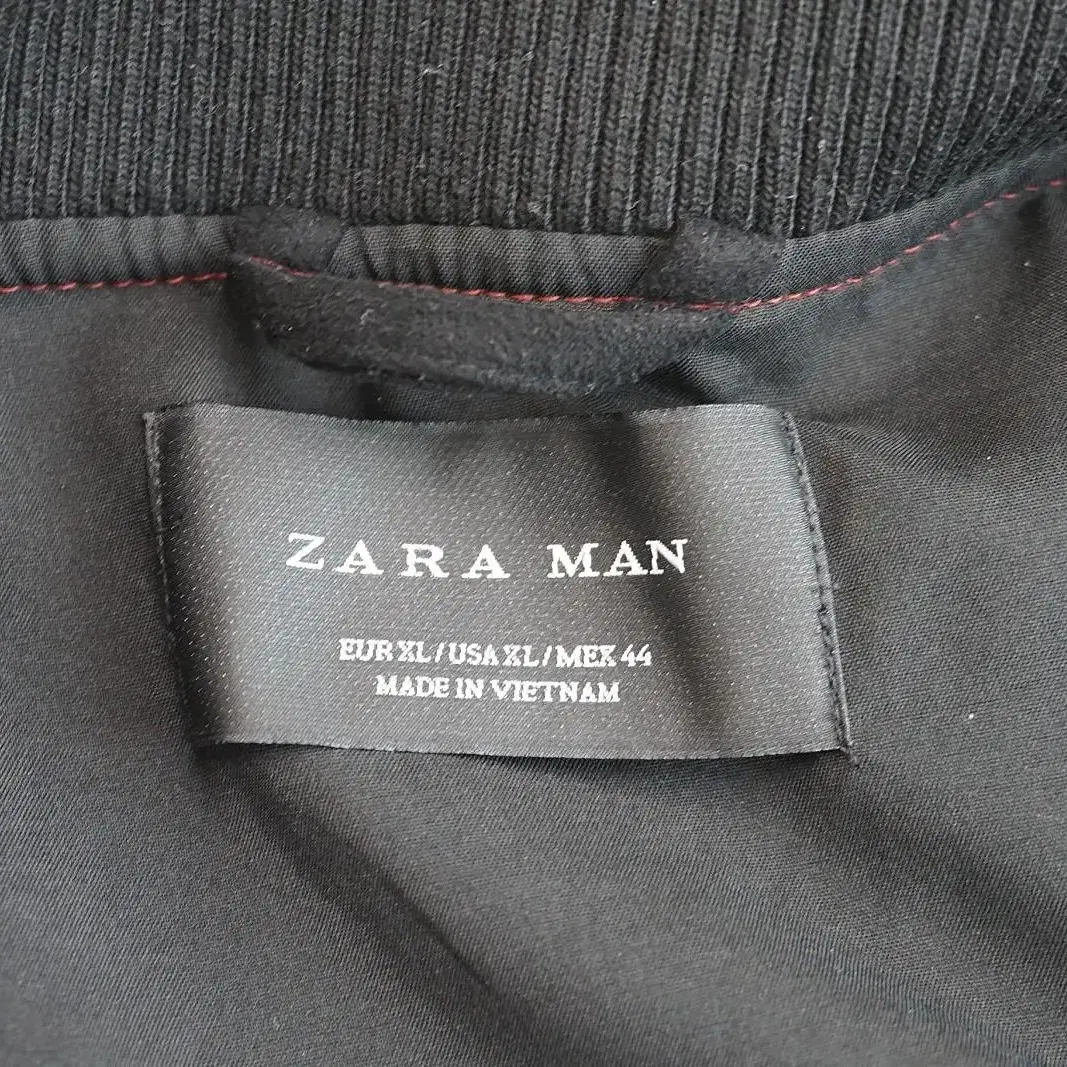 ZARA MAN
EUR XL / USA XL / MEX 44
MADE IN VIETNAM